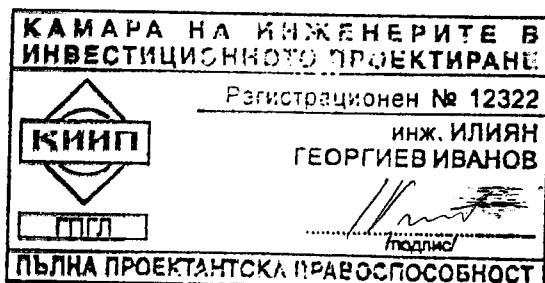 КАМАРА НА ИНЖЕНЕРИТЕ В
ИНВЕСТИЦИОННОТО ПРОЕКТИРАНЕ
Регистрационен № 12322
КИИП
инж. ИЛИЯН
ГЕОРГИЕВ ИВАНОВ
ГПГЛ
/подпис/
ПЪЛНА ПРОЕКТАНТСКА ПРАВОСПОСОБНОСТ